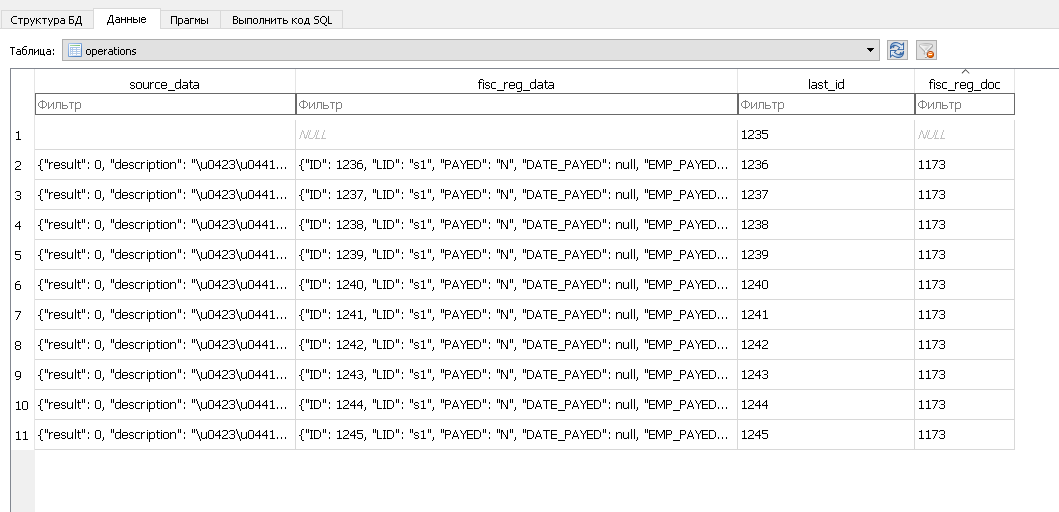 Структура БД Данные Прагмы Выполнить код SQL
Таблица: operations
source_data fisc_reg_data last_id fisc_reg_doc
Фильтр Фильтр Фильтр Фильтр
1 NULL 1235 NULL
2 {"result": 0, "description": "\u0423\u0441... {"ID": 1236, "LID": "s1", "PAYED": "N", "DATE_PAYED": null, "EMP_PAYED... 1236 1173
3 {"result": 0, "description": "\u0423\u0441... {"ID": 1237, "LID": "s1", "PAYED": "N", "DATE_PAYED": null, "EMP_PAYED... 1237 1173
4 {"result": 0, "description": "\u0423\u0441... {"ID": 1238, "LID": "s1", "PAYED": "N", "DATE_PAYED": null, "EMP_PAYED... 1238 1173
5 {"result": 0, "description": "\u0423\u0441... {"ID": 1239, "LID": "s1", "PAYED": "N", "DATE_PAYED": null, "EMP_PAYED... 1239 1173
6 {"result": 0, "description": "\u0423\u0441... {"ID": 1240, "LID": "s1", "PAYED": "N", "DATE_PAYED": null, "EMP_PAYED... 1240 1173
7 {"result": 0, "description": "\u0423\u0441... {"ID": 1241, "LID": "s1", "PAYED": "N", "DATE_PAYED": null, "EMP_PAYED... 1241 1173
8 {"result": 0, "description": "\u0423\u0441... {"ID": 1242, "LID": "s1", "PAYED": "N", "DATE_PAYED": null, "EMP_PAYED... 1242 1173
9 {"result": 0, "description": "\u0423\u0441... {"ID": 1243, "LID": "s1", "PAYED": "N", "DATE_PAYED": null, "EMP_PAYED... 1243 1173
10 {"result": 0, "description": "\u0423\u0441... {"ID": 1244, "LID": "s1", "PAYED": "N", "DATE_PAYED": null, "EMP_PAYED... 1244 1173
11 {"result": 0, "description": "\u0423\u0441... {"ID": 1245, "LID": "s1", "PAYED": "N", "DATE_PAYED": null, "EMP_PAYED... 1245 1173